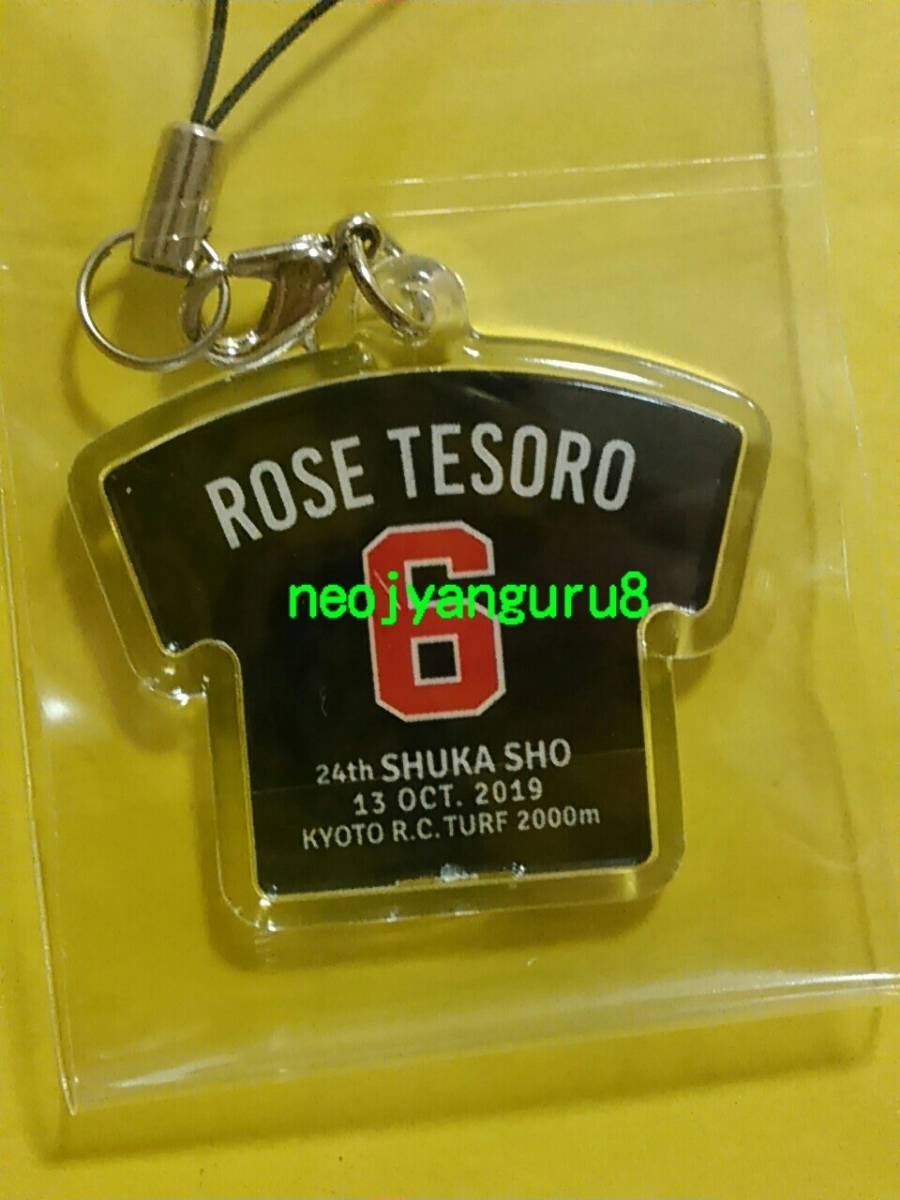 ROSE TESORO
6
neojyanguru8
24th SHUKA SHO
13 OCT. 2019
KYOTO R.C. TURF 2000m